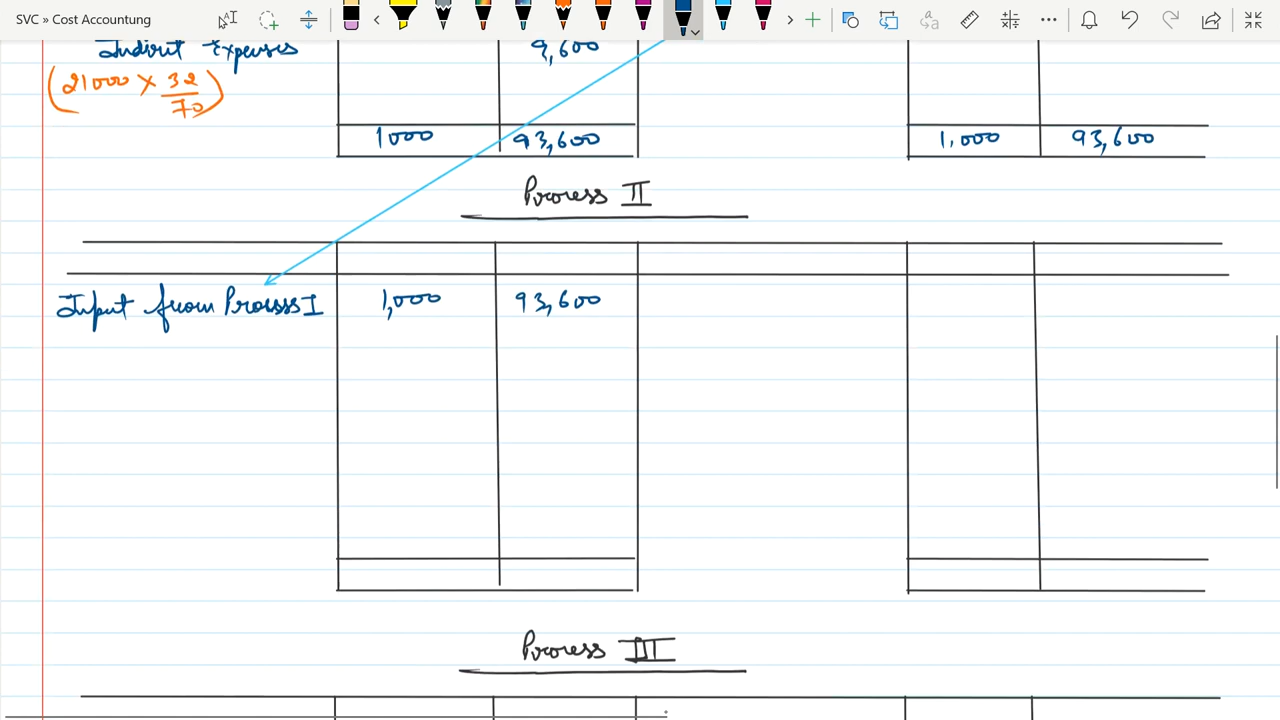 SVC » Cost Accountung
Indirect Expenses 9,600
(21000 × 32/70)
1000 93,600 1,000 93,600
Process II
Input from Process I 1,000 93,600
Process III